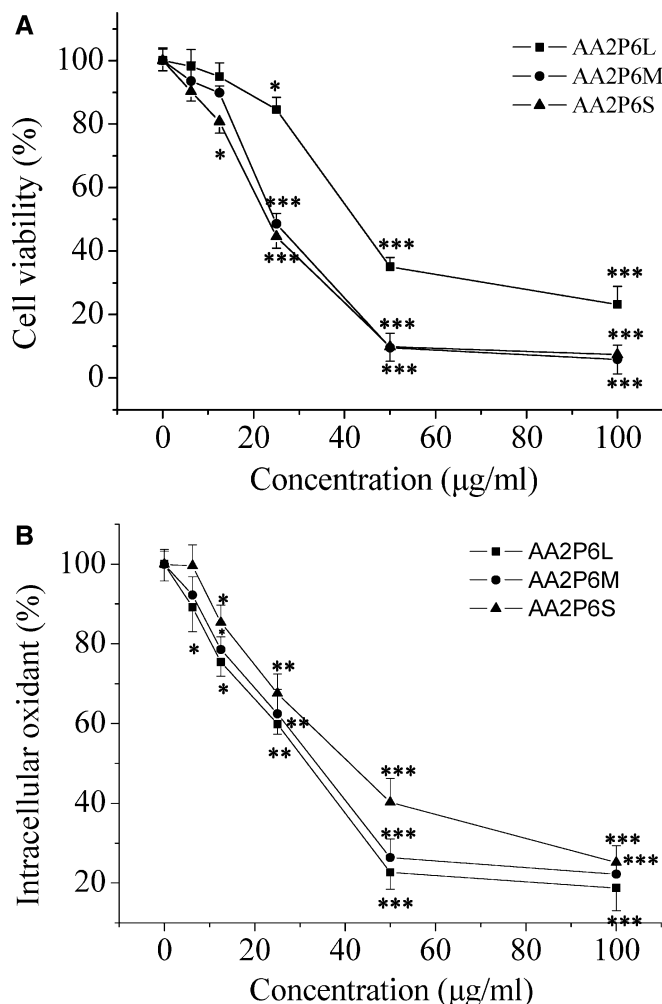 A
AA2P6L
AA2P6M
AA2P6S
100
80
60
40
20
0
Cell viability (%)
*
*
***
***
***
***
***
***
***
***
0 20 40 60 80 100
Concentration (μg/ml)
B
AA2P6L
AA2P6M
AA2P6S
100
80
60
40
20
Intracellular oxidant (%)
*
*
*
*
**
**
**
***
***
***
***
***
***
0 20 40 60 80 100
Concentration (μg/ml)